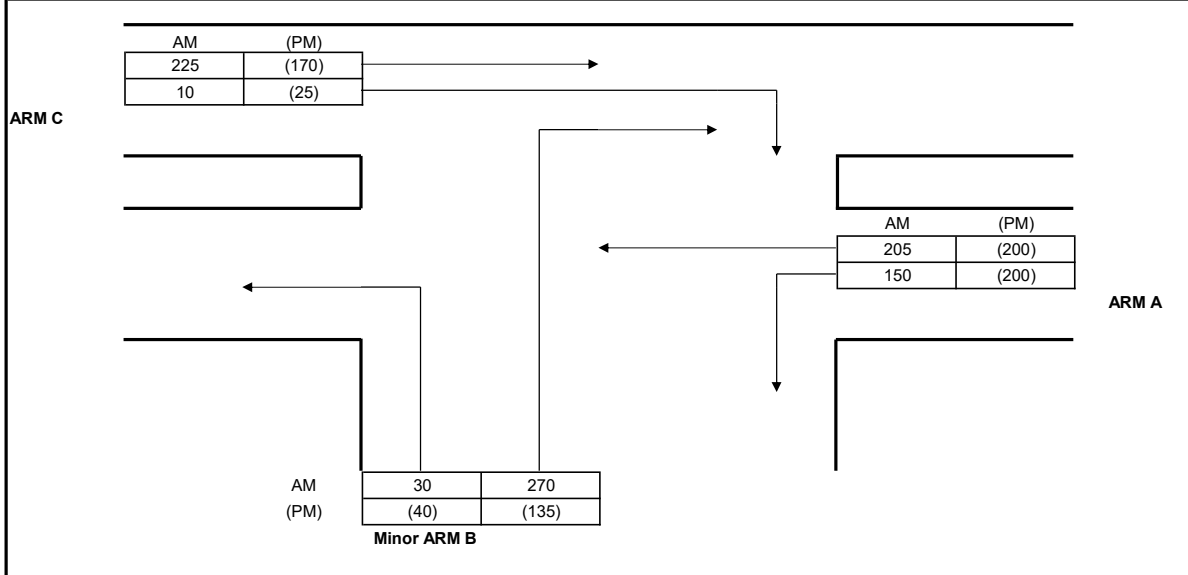 AM (PM)
225 (170)
10 (25)
ARM C
AM (PM)
205 (200)
150 (200)
ARM A
AM 30 270
(PM) (40) (135)
Minor ARM B